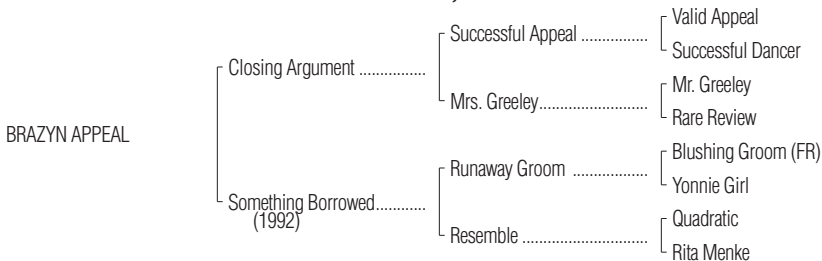 Valid Appeal
Successful Appeal ................
Successful Dancer
Closing Argument ...............
Mr. Greeley
Mrs. Greeley..........................
Rare Review
BRAZYN APPEAL
Blushing Groom (FR)
Runaway Groom ..................
Yonnie Girl
Something Borrowed............
(1992)
Quadratic
Resemble ..............................
Rita Menke